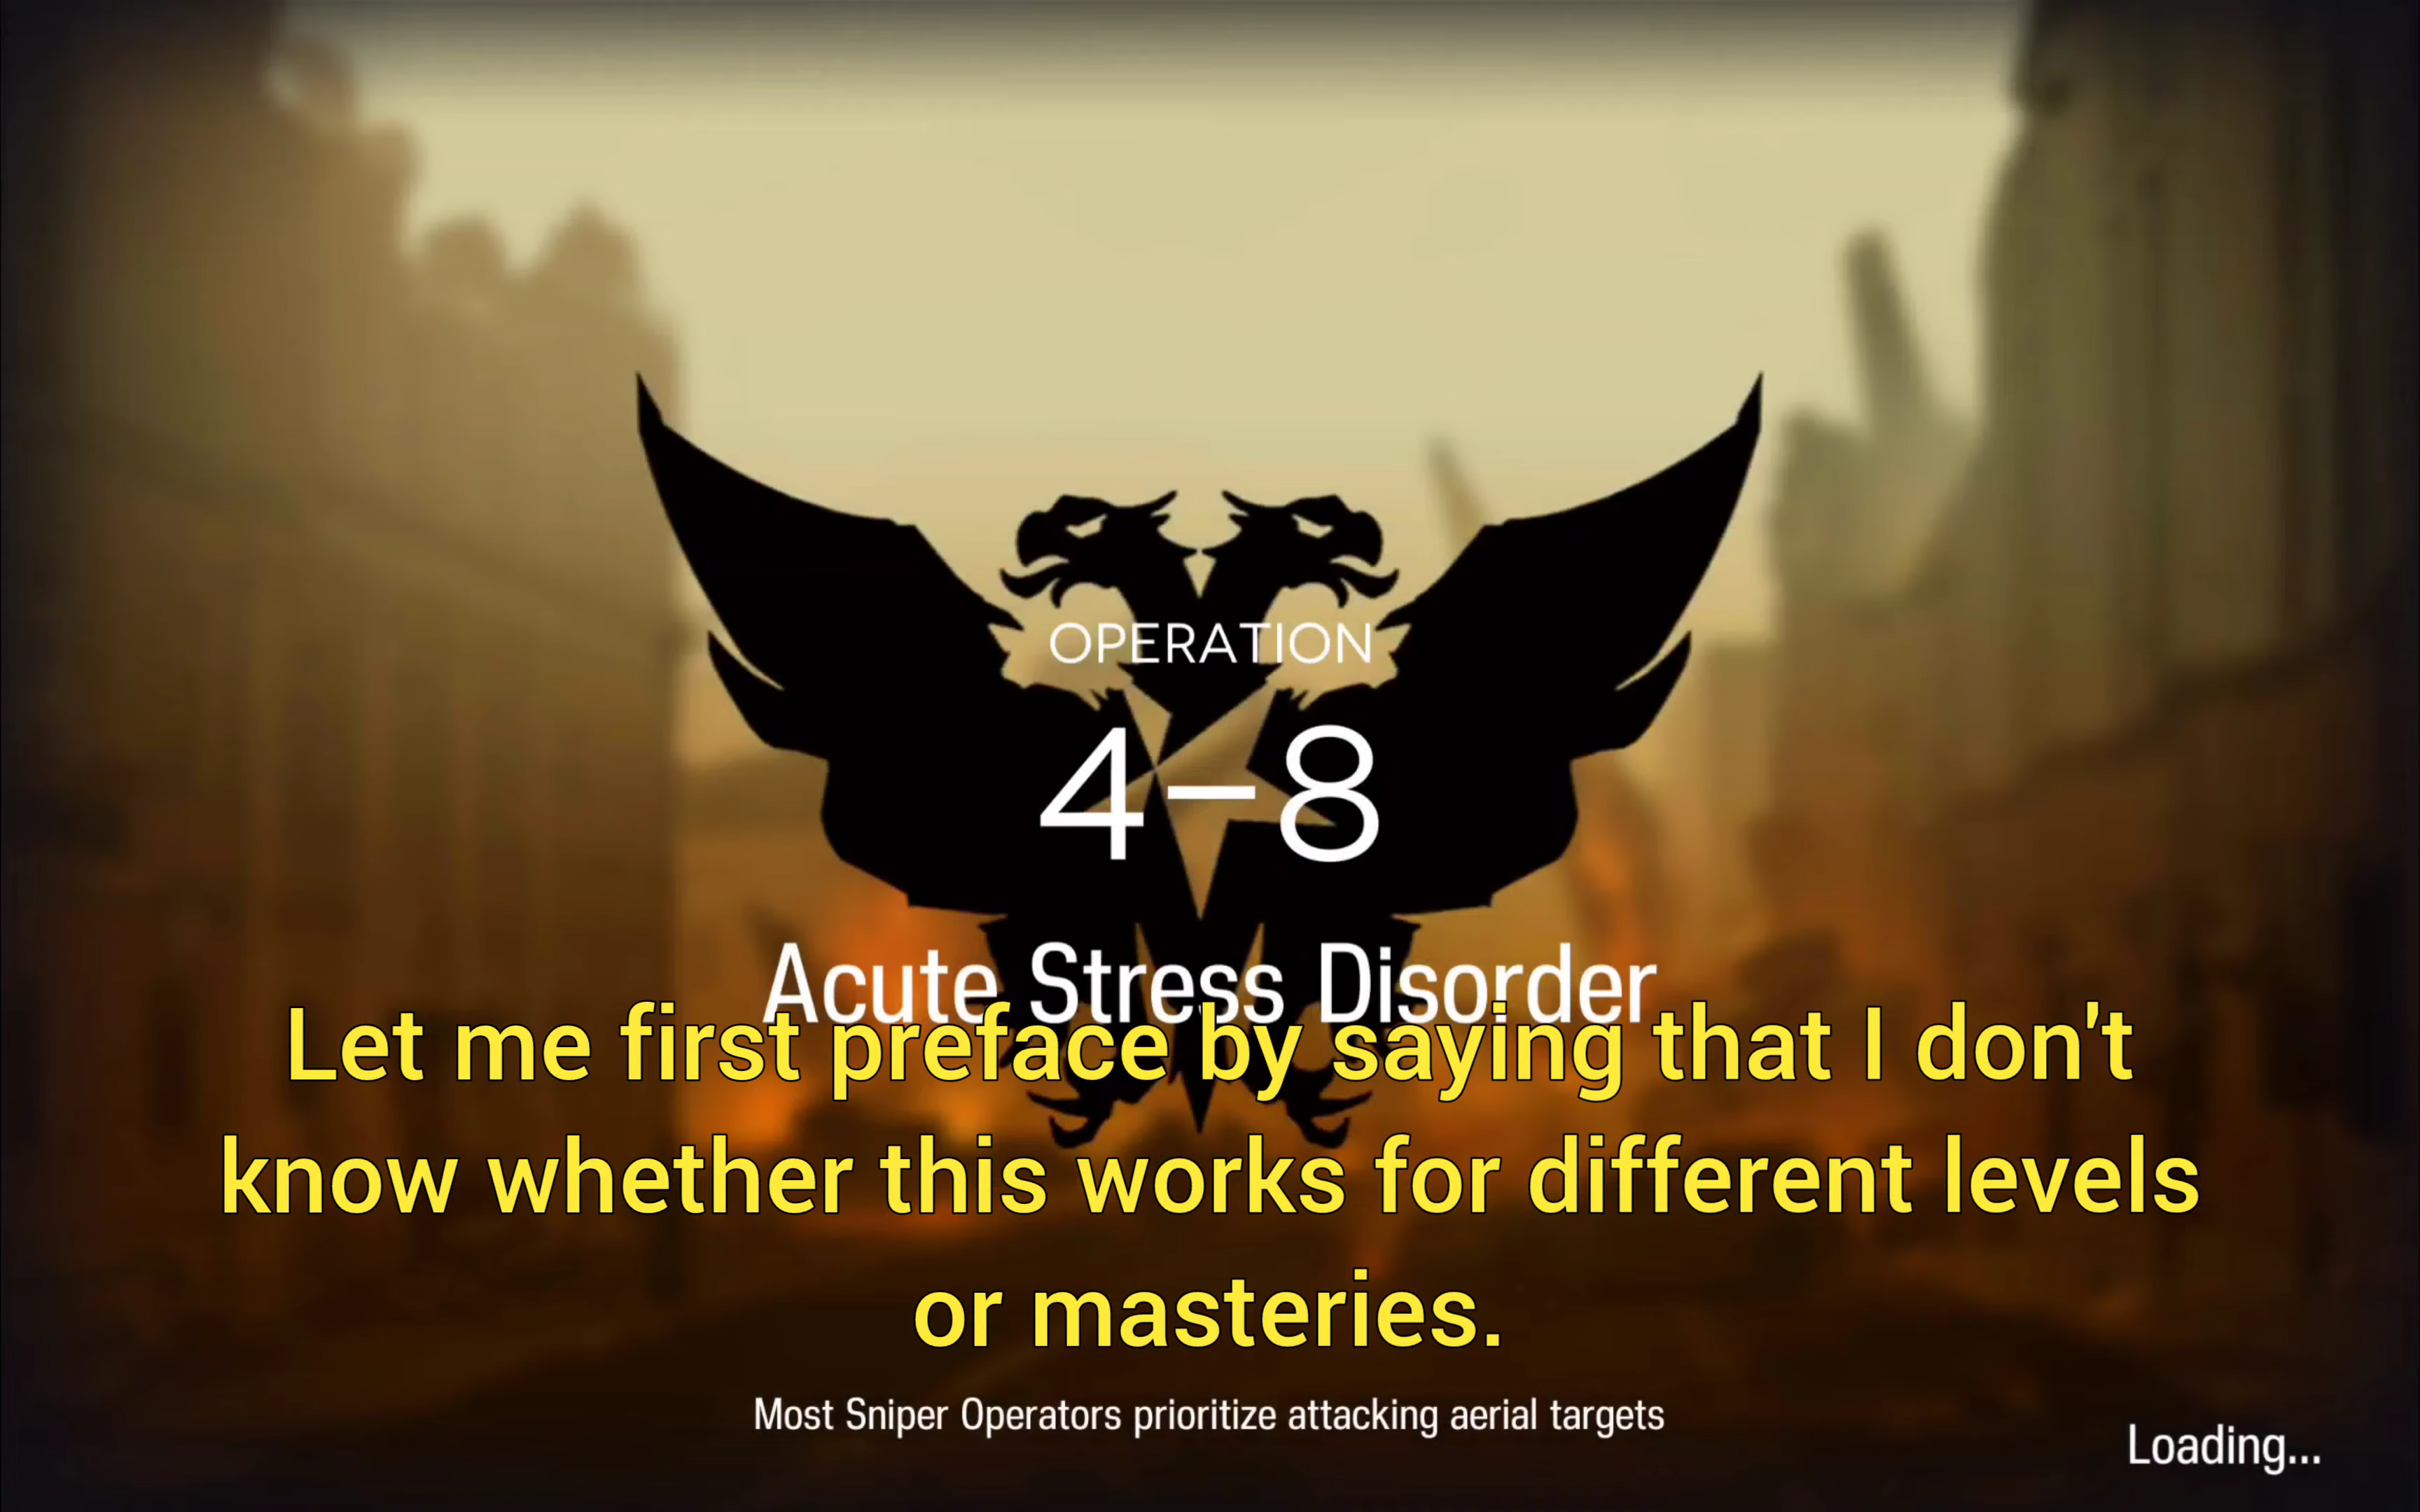 OPERATION
4–8
Acute Stress Disorder
Let me first preface by saying that I don't
know whether this works for different levels
or masteries.
Most Sniper Operators prioritize attacking aerial targets
Loading...